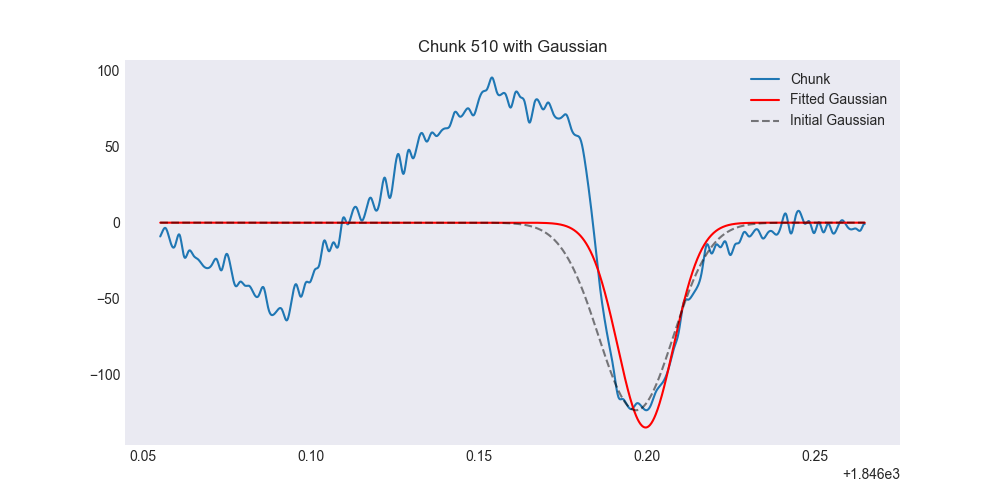 Chunk 510 with Gaussian
100
50
0
−50
−100
Chunk
Fitted Gaussian
Initial Gaussian
0.05 0.10 0.15 0.20 0.25
+1.846e3